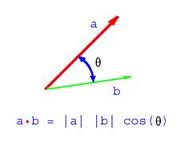 a
θ
b
a•b = |a| |b| cos(θ)